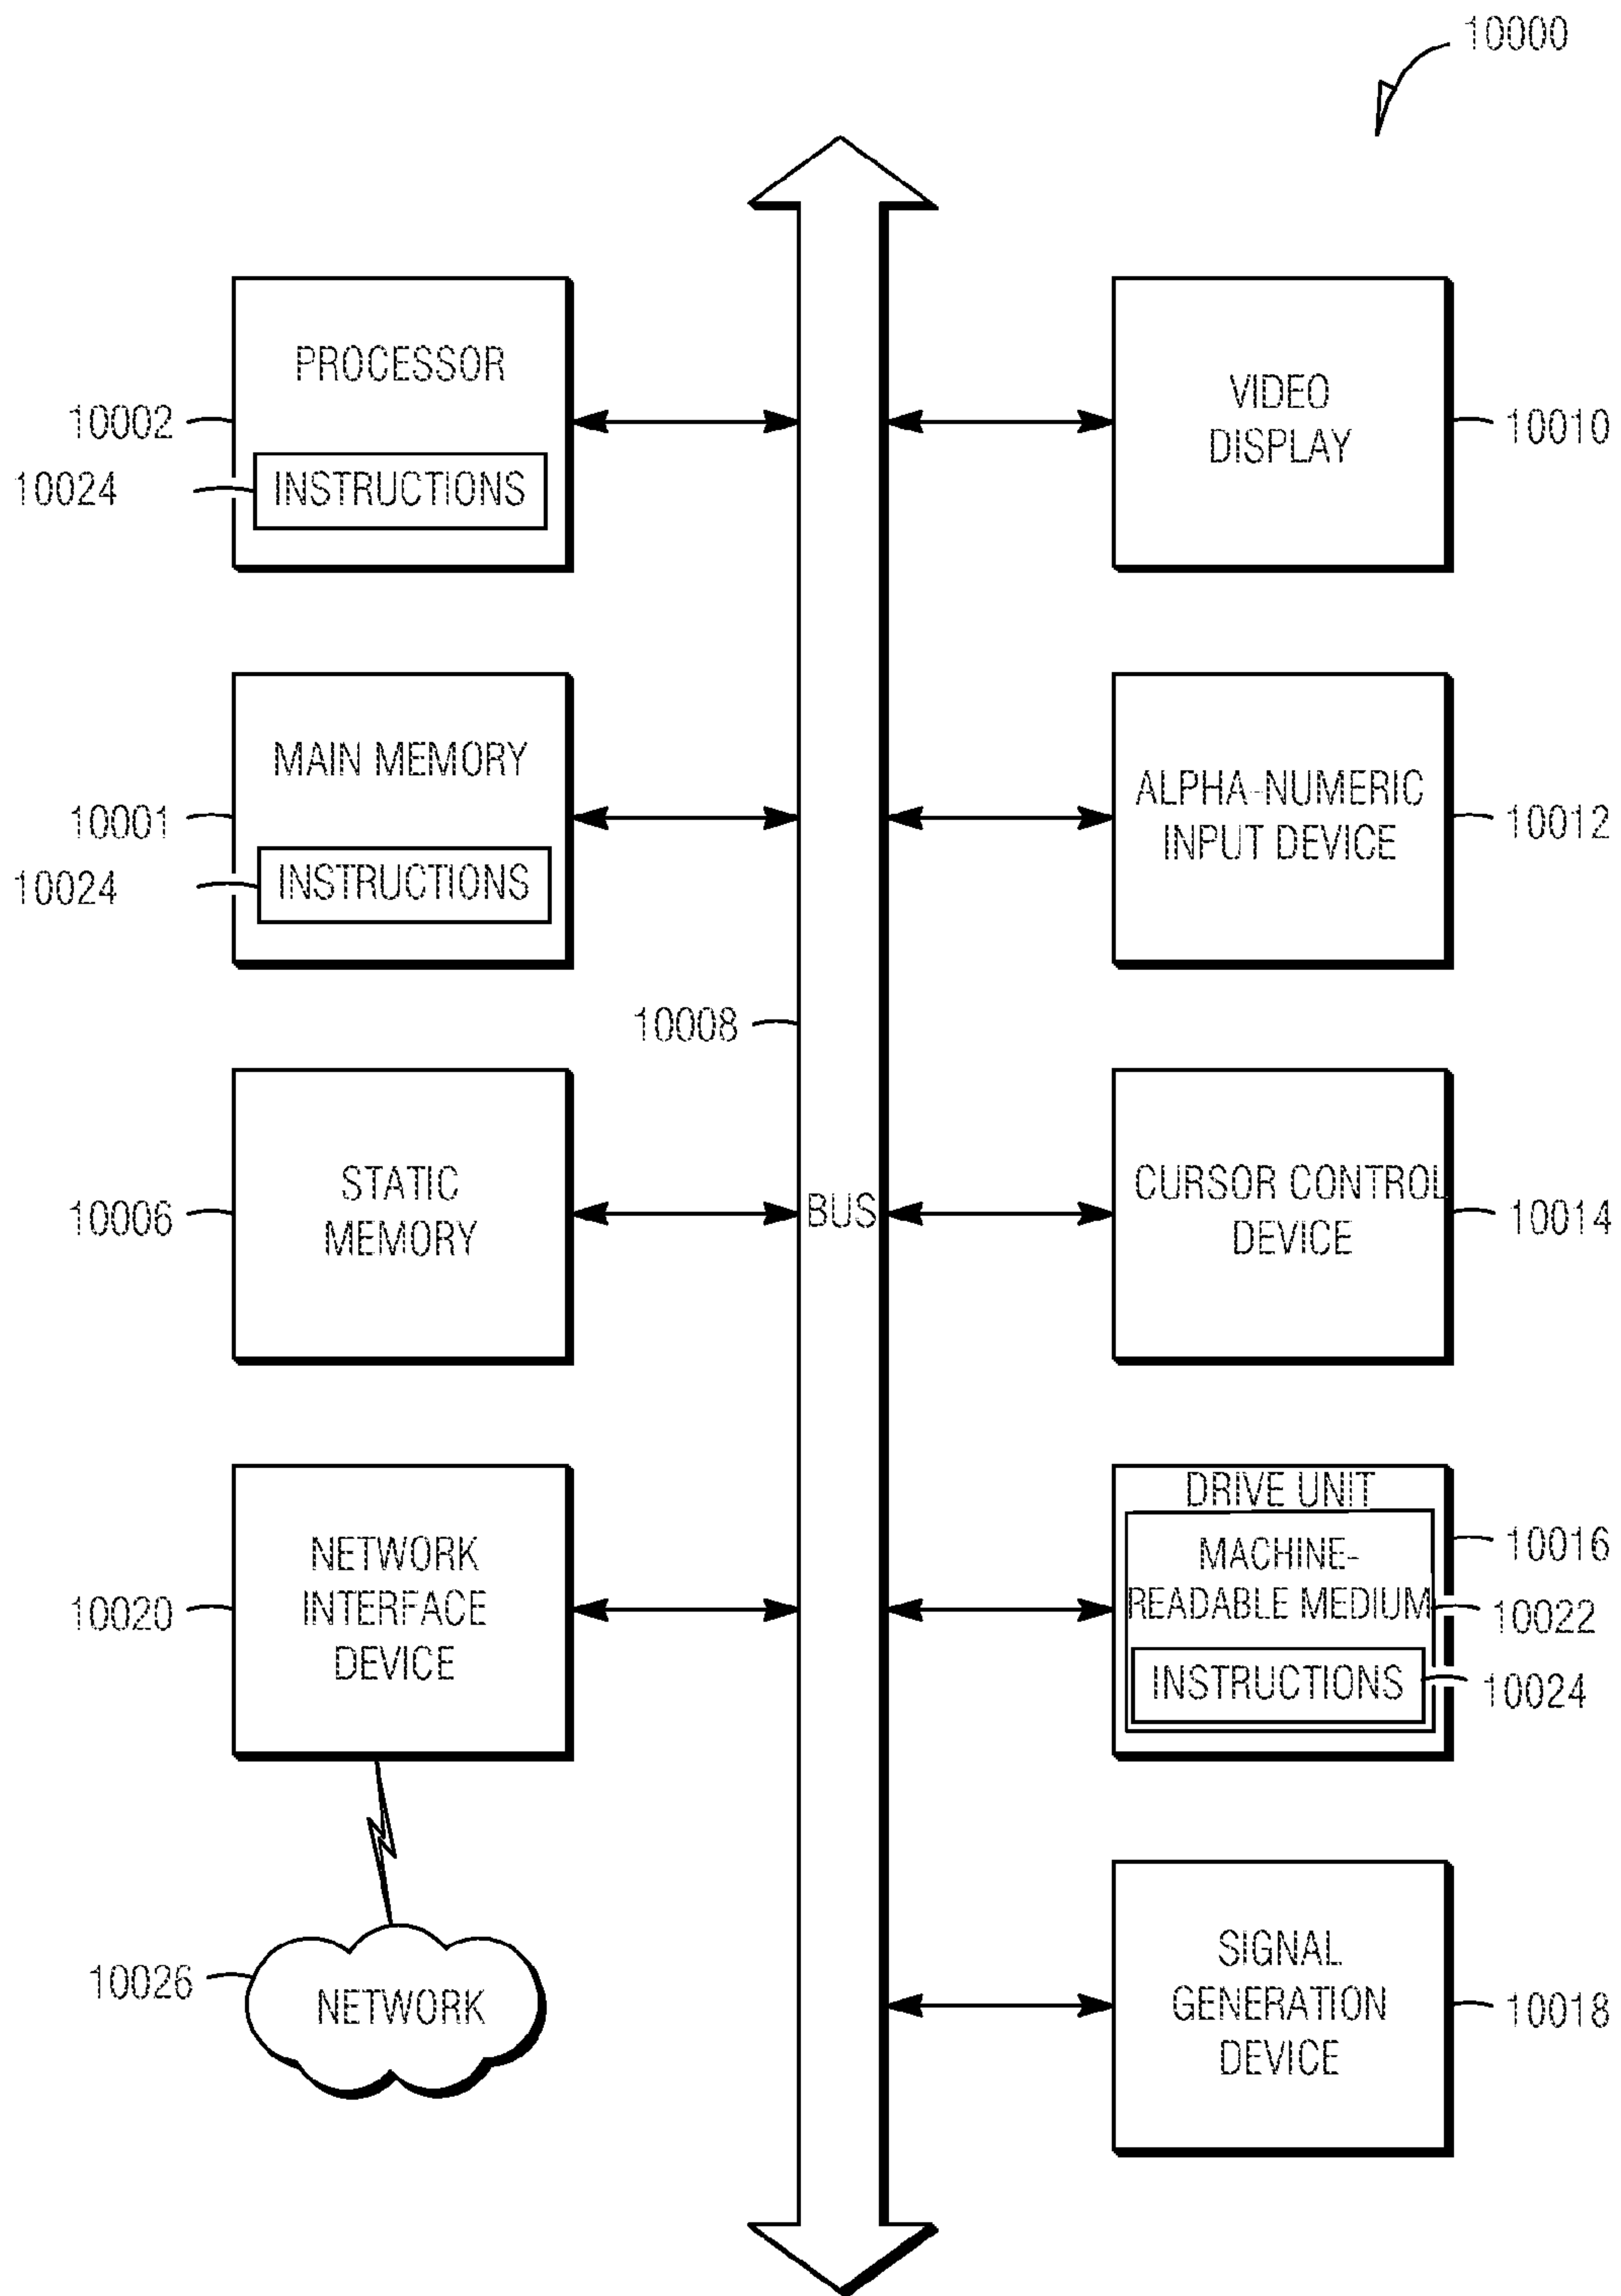 10000
PROCESSOR
10002
10024
INSTRUCTIONS
VIDEO
DISPLAY
10010
MAIN MEMORY
10001
10024
INSTRUCTIONS
ALPHA-NUMERIC
INPUT DEVICE
10012
10008
STATIC
MEMORY
10006
BUS
CURSOR CONTROL
DEVICE
10014
NETWORK
INTERFACE
DEVICE
10020
DRIVE UNIT
10016
MACHINE-
READABLE MEDIUM
10022
INSTRUCTIONS
10024
10026
NETWORK
SIGNAL
GENERATION
DEVICE
10018